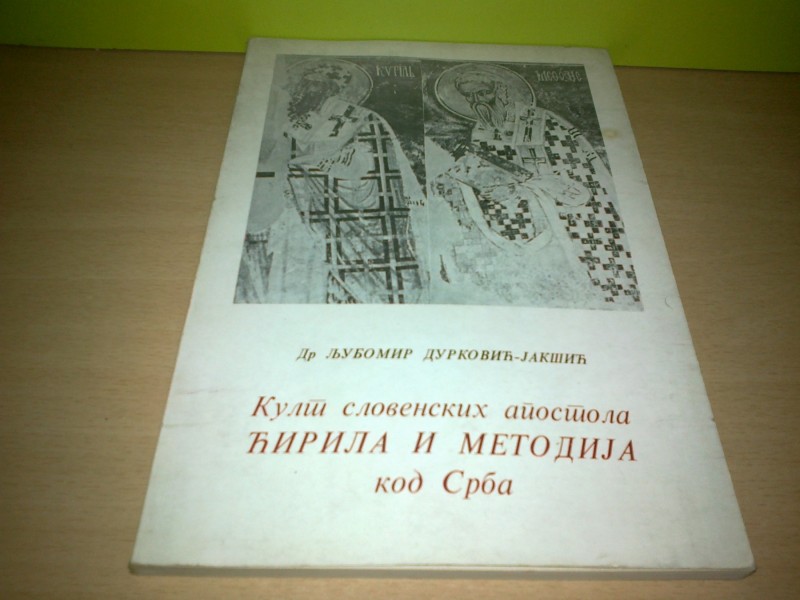 Др ЉУБОМИР ДУРКОВИЋ-ЈАКШИЋ
Култ словенских апостола
ЋИРИЛА И МЕТОДИЈА
код Срба